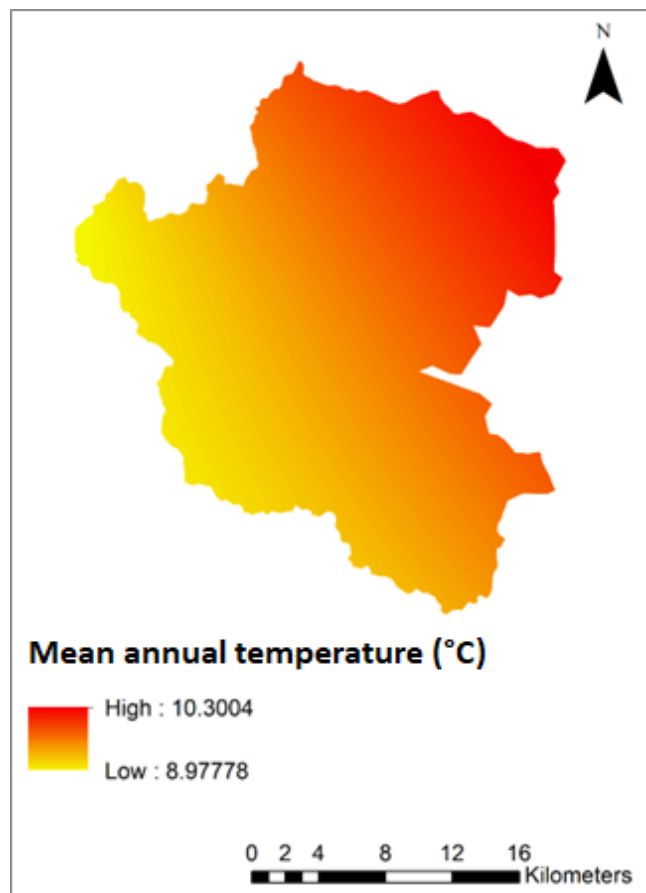 N
Mean annual temperature (°C)
High : 10.3004
Low : 8.97778
0 2 4 8 12 16
Kilometers